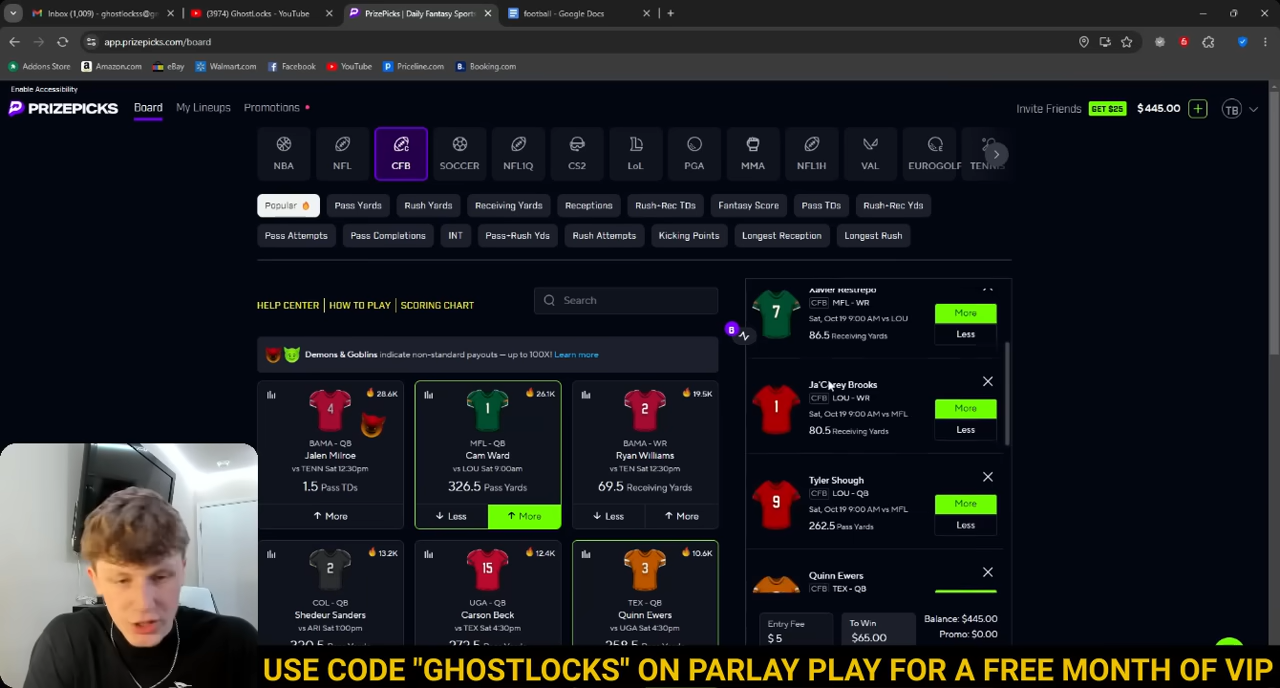 Inbox (1,009) - ghostlockss@g
(3974) GhostLocks - YouTube
PrizePicks | Daily Fantasy Sport
football - Google Docs
app.prizepicks.com/board
Addons Store
Amazon.com
eBay
Walmart.com
Facebook
YouTube
Priceline.com
Booking.com
Enable Accessibility
PRIZEPICKS
Board
My Lineups
Promotions
Invite Friends
GET $25
$445.00
TB
NBA
NFL
CFB
SOCCER
NFL1Q
CS2
LoL
PGA
MMA
NFL1H
VAL
EUROGOLF
TENN
Popular
Pass Yards
Rush Yards
Receiving Yards
Receptions
Rush-Rec TDs
Fantasy Score
Pass TDs
Rush-Rec Yds
Pass Attempts
Pass Completions
INT
Pass-Rush Yds
Rush Attempts
Kicking Points
Longest Reception
Longest Rush
HELP CENTER | HOW TO PLAY | SCORING CHART
Search
Demons & Goblins indicate non-standard payouts — up to 100X! Learn more
4
28.6K
BAMA - QB
Jalen Milroe
vs TENN Sat 12:30pm
1.5 Pass TDs
↑ More
1
26.1K
MFL - QB
Cam Ward
vs LOU Sat 9:00am
326.5 Pass Yards
↓ Less
↑ More
2
19.5K
BAMA - WR
Ryan Williams
vs TEN Sat 12:30pm
69.5 Receiving Yards
↓ Less
↑ More
2
13.2K
COL - QB
Shedeur Sanders
vs ARI Sat 1:00pm
15
12.4K
UGA - QB
Carson Beck
vs TEX Sat 4:30pm
3
10.6K
TEX - QB
Quinn Ewers
vs UGA Sat 4:30pm
6
7
Xavier Restrepo
CFB MFL - WR
Sat, Oct 19 9:00 AM vs LOU
86.5 Receiving Yards
More
Less
1
Ja'Corey Brooks
CFB LOU - WR
Sat, Oct 19 9:00 AM vs MFL
80.5 Receiving Yards
More
Less
9
Tyler Shough
CFB LOU - QB
Sat, Oct 19 9:00 AM vs MFL
262.5 Pass Yards
More
Less
Quinn Ewers
CFB TEX - QB
Entry Fee
$ 5
To Win
$65.00
Balance: $445.00
Promo: $0.00
USE CODE "GHOSTLOCKS" ON PARLAY PLAY FOR A FREE MONTH OF VIP